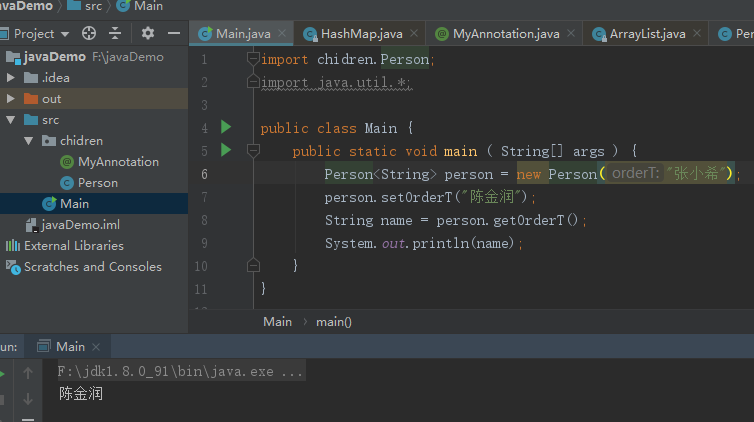 javaDemo › src › Main
Project
Main.java × HashMap.java × MyAnnotation.java × ArrayList.java × Per
javaDemo F:\javaDemo
.idea
out
src
chidren
MyAnnotation
Person
Main
javaDemo.iml
External Libraries
Scratches and Consoles
1 import chidren.Person;
2 import java.util.*;
3
4 public class Main {
5 public static void main ( String[] args ) {
6 Person<String> person = new Person( orderT: "张小希");
7 person.setOrderT("陈金润");
8 String name = person.getOrderT();
9 System.out.println(name);
10 }
11 }
Main › main()
un: Main ×
F:\jdk1.8.0_91\bin\java.exe ...
陈金润